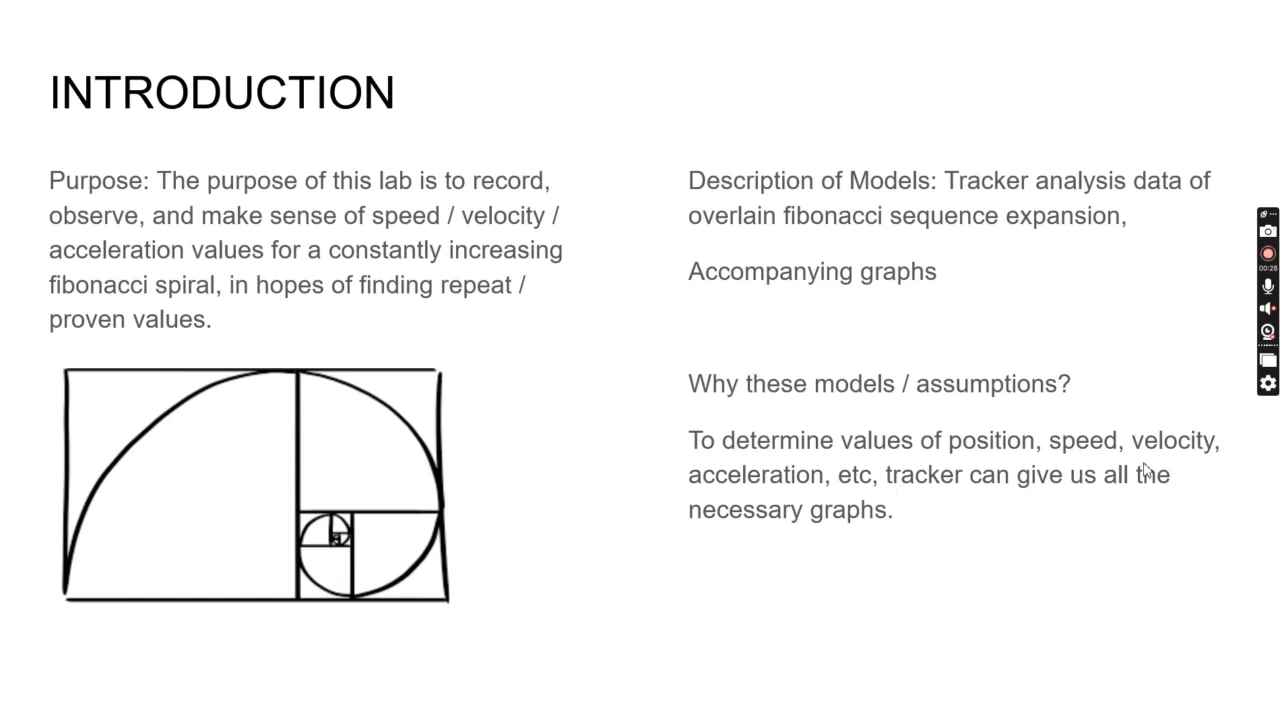 INTRODUCTION
Purpose: The purpose of this lab is to record,
observe, and make sense of speed / velocity /
acceleration values for a constantly increasing
fibonacci spiral, in hopes of finding repeat /
proven values.
Description of Models: Tracker analysis data of
overlain fibonacci sequence expansion,
Accompanying graphs
Why these models / assumptions?
To determine values of position, speed, velocity,
acceleration, etc, tracker can give us all the
necessary graphs.
00:28